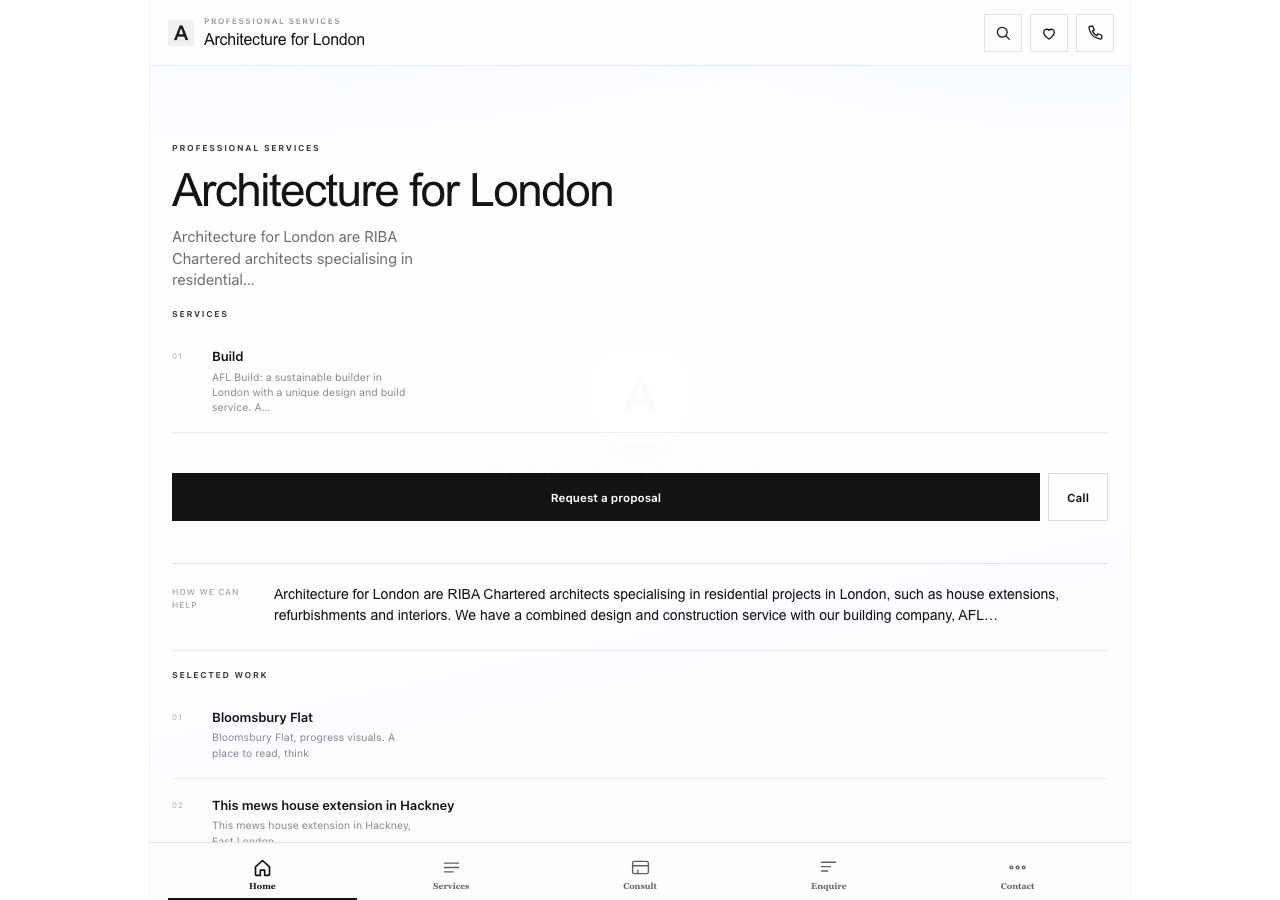 A
PROFESSIONAL SERVICES
Architecture for London
PROFESSIONAL SERVICES
Architecture for London
Architecture for London are RIBA
Chartered architects specialising in
residential...
SERVICES
01
Build
AFL Build: a sustainable builder in
London with a unique design and build
service. A...
A
Architecture for London
Request a proposal
Call
HOW WE CAN
HELP
Architecture for London are RIBA Chartered architects specialising in residential projects in London, such as house extensions,
refurbishments and interiors. We have a combined design and construction service with our building company, AFL...
SELECTED WORK
01
Bloomsbury Flat
Bloomsbury Flat, progress visuals. A
place to read, think
02
This mews house extension in Hackney
This mews house extension in Hackney,
East London
Home
Services
Consult
Enquire
Contact